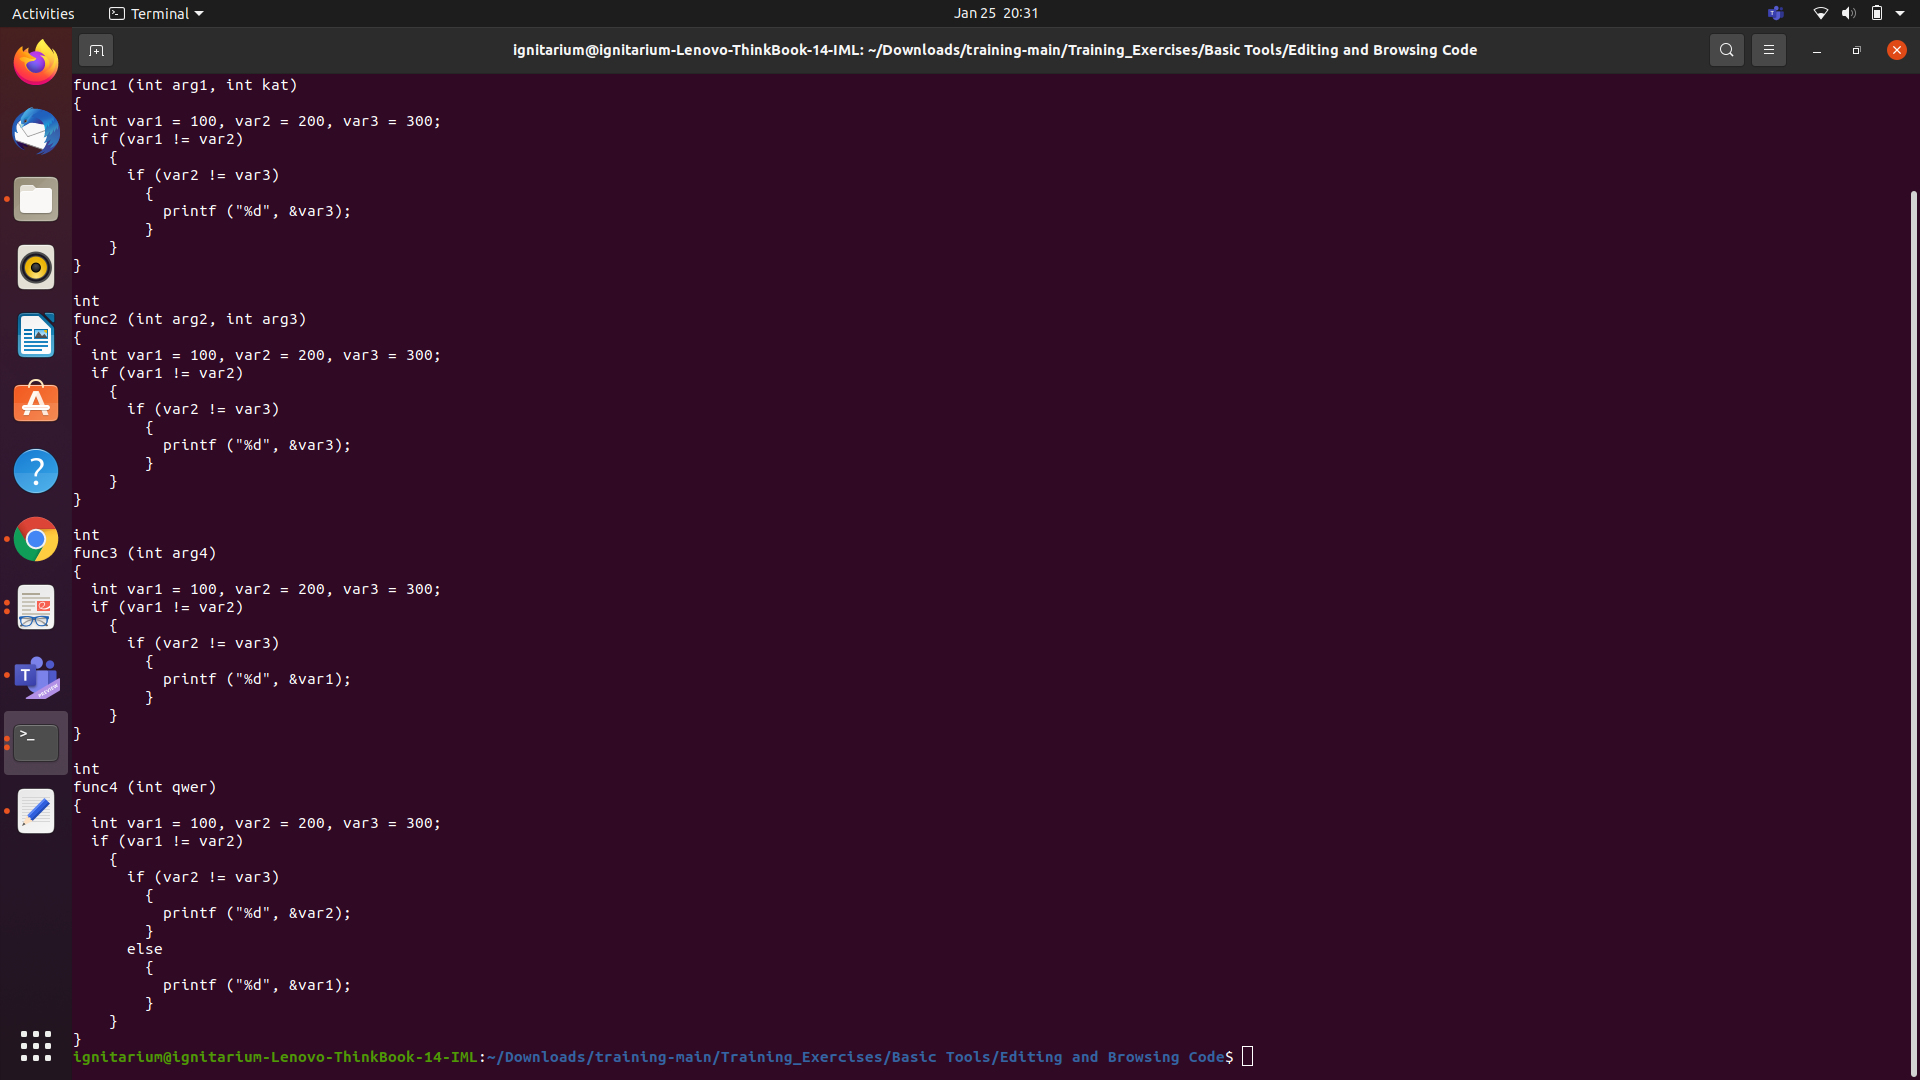 Activities
Terminal
Jan 25 20:31
ignitarium@ignitarium-Lenovo-ThinkBook-14-IML: ~/Downloads/training-main/Training_Exercises/Basic Tools/Editing and Browsing Code
func1 (int arg1, int kat)
{
  int var1 = 100, var2 = 200, var3 = 300;
  if (var1 != var2)
    {
      if (var2 != var3)
        {
          printf ("%d", &var3);
        }
    }
}

int
func2 (int arg2, int arg3)
{
  int var1 = 100, var2 = 200, var3 = 300;
  if (var1 != var2)
    {
      if (var2 != var3)
        {
          printf ("%d", &var3);
        }
    }
}

int
func3 (int arg4)
{
  int var1 = 100, var2 = 200, var3 = 300;
  if (var1 != var2)
    {
      if (var2 != var3)
        {
          printf ("%d", &var1);
        }
    }
}

int
func4 (int qwer)
{
  int var1 = 100, var2 = 200, var3 = 300;
  if (var1 != var2)
    {
      if (var2 != var3)
        {
          printf ("%d", &var2);
        }
      else
        {
          printf ("%d", &var1);
        }
    }
}
ignitarium@ignitarium-Lenovo-ThinkBook-14-IML:~/Downloads/training-main/Training_Exercises/Basic Tools/Editing and Browsing Code$